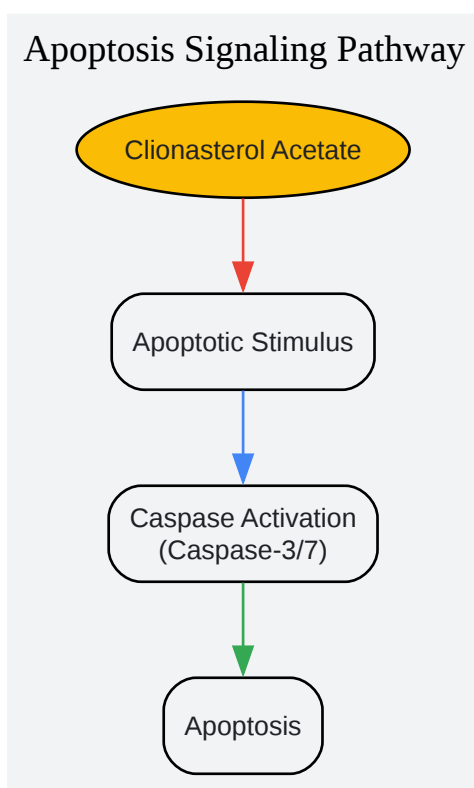 Apoptosis Signaling Pathway
Clionasterol Acetate
Apoptotic Stimulus
Caspase Activation
(Caspase-3/7)
Apoptosis